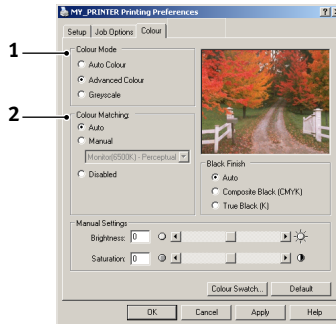 MY_PRINTER Printing Preferences
Setup Job Options Colour
1
Colour Mode
Auto Colour
Advanced Colour
Greyscale
2
Colour Matching:
Auto
Manual
Monitor(6500K) - Perceptual
Disabled
Black Finish
Auto
Composite Black (CMYK)
True Black (K)
Manual Settings
Brightness: 0
Saturation: 0
Colour Swatch... Default
OK Cancel Apply Help